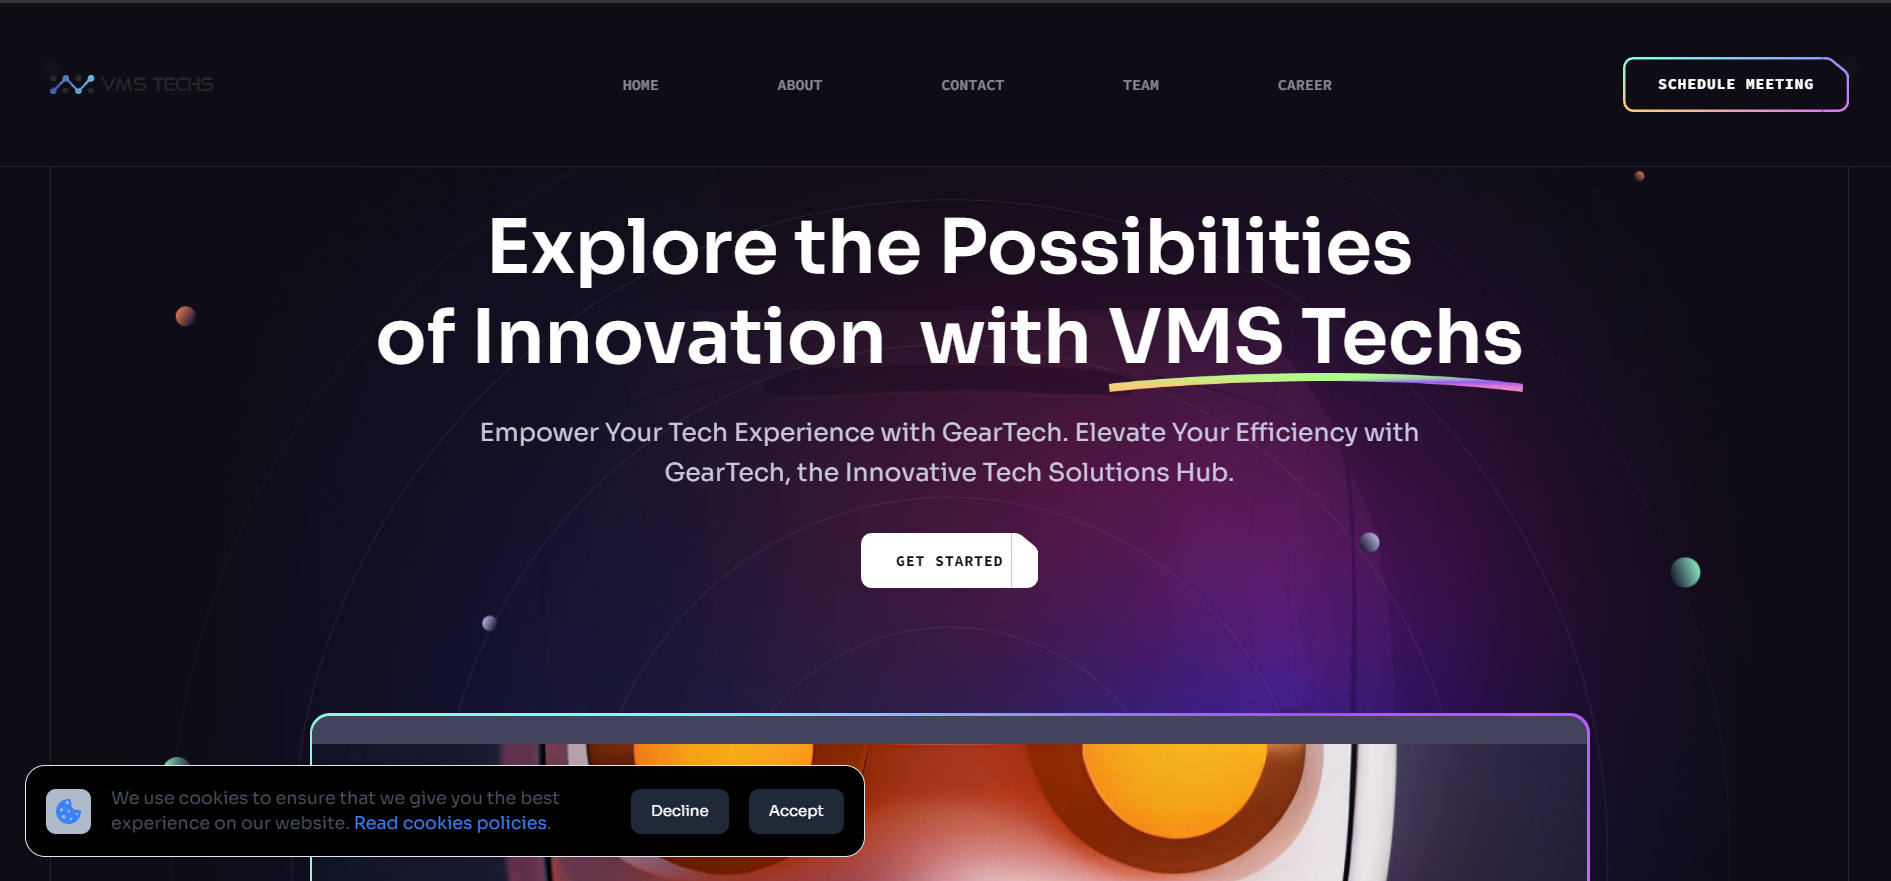 VMS TECHS
HOME
ABOUT
CONTACT
TEAM
CAREER
SCHEDULE MEETING
Explore the Possibilities
of Innovation with VMS Techs
Empower Your Tech Experience with GearTech. Elevate Your Efficiency with
GearTech, the Innovative Tech Solutions Hub.
GET STARTED
We use cookies to ensure that we give you the best
experience on our website. Read cookies policies.
Decline
Accept